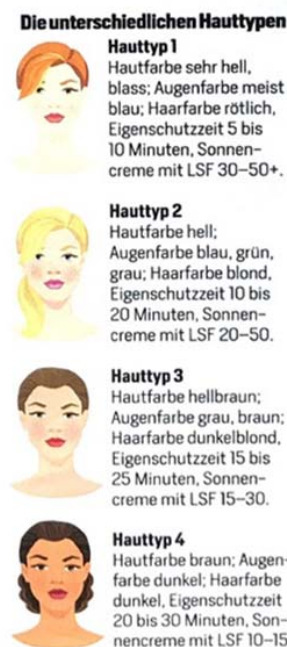 Die unterschiedlichen Hauttypen
Hauttyp 1
Hautfarbe sehr hell,
blass; Augenfarbe meist
blau; Haarfarbe rötlich,
Eigenschutzzeit 5 bis
10 Minuten, Sonnen-
creme mit LSF 30–50+.
Hauttyp 2
Hautfarbe hell;
Augenfarbe blau, grün,
grau; Haarfarbe blond,
Eigenschutzzeit 10 bis
20 Minuten, Sonnen-
creme mit LSF 20–50.
Hauttyp 3
Hautfarbe hellbraun;
Augenfarbe grau, braun;
Haarfarbe dunkelblond,
Eigenschutzzeit 15 bis
25 Minuten, Sonnen-
creme mit LSF 15–30.
Hauttyp 4
Hautfarbe braun; Augen-
farbe dunkel; Haarfarbe
dunkel, Eigenschutzzeit
20 bis 30 Minuten, Son-
nencreme mit LSF 10–15